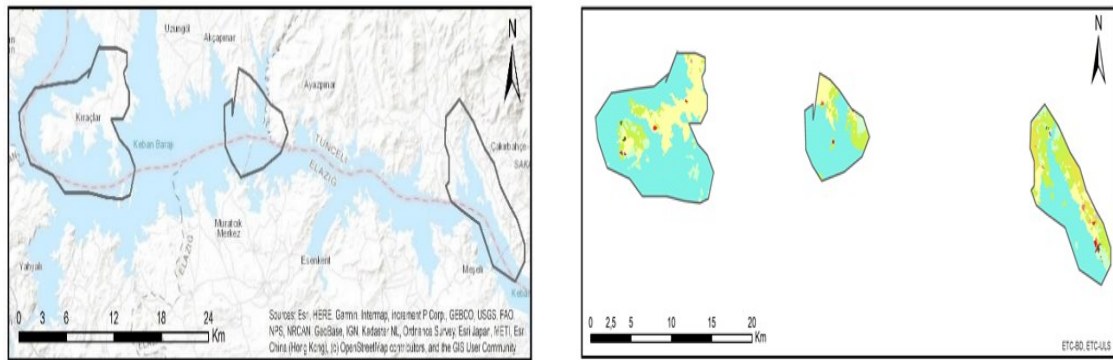 Uzungöl
Akçapınar
N
Ayazpınar
Kıraçlar
Keban Barajı
TUNCELİ
ELAZIĞ
Çakırbahçe
SAKA
Muratcık
Merkez
ELAZIĞ
Yahyalı
Esenkent
Meşeli
Keba
0 3 6 12 18 24
Km
Sources: Esri, HERE, Garmin, Intermap, increment P Corp., GEBCO, USGS, FAO,
NPS, NRCAN, GeoBase, IGN, Kadaster NL, Ordnance Survey, Esri Japan, METI, Esri
China (Hong Kong), (c) OpenStreetMap contributors, and the GIS User Community
N
0 2,5 5 10 15 20
Km
ETC-BD, ETC-ULS